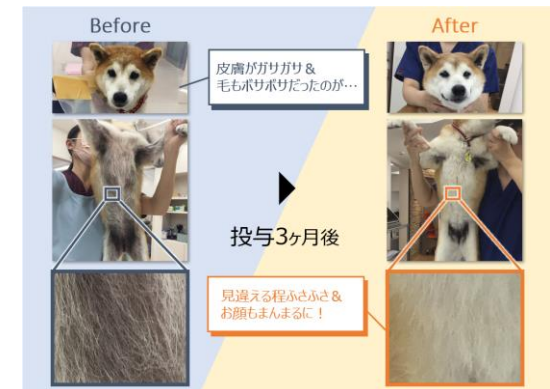 Before
After
皮膚がガサガサ&
毛もボサボサだったのが…
投与3ヶ月後
見違える程ふさふさ&
お顔もまんまるに!